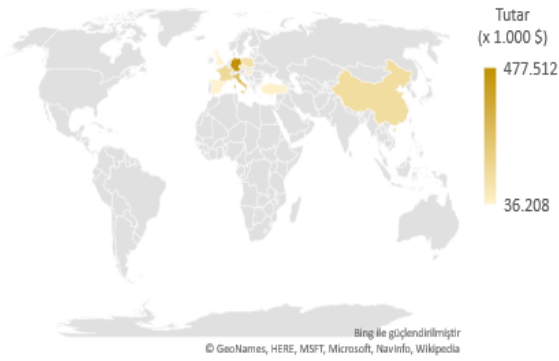 Tutar
(x 1.000 $)
477.512
36.208
Bing ile güçlendirilmiştir
© GeoNames, HERE, MSFT, Microsoft, NavInfo, Wikipedia